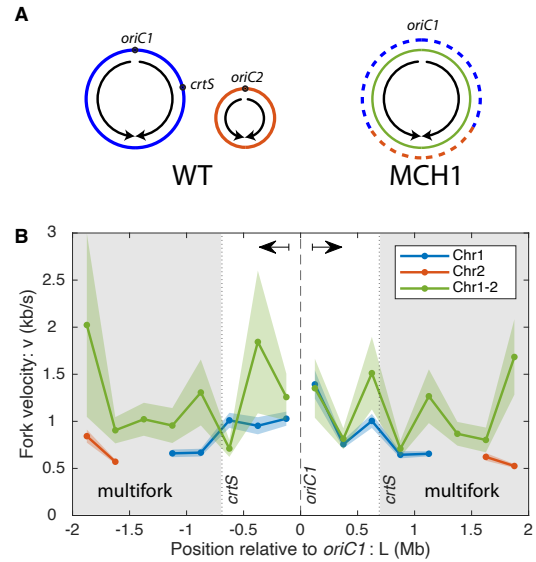 A
oriC1
crtS
oriC2
oriC1
WT
MCH1
B
3
2.5
2
1.5
1
0.5
0
Fork velocity: v (kb/s)
Chr1
Chr2
Chr1-2
multifork
crtS
oriC1
crtS
multifork
-2 -1.5 -1 -0.5 0 0.5 1 1.5 2
Position relative to oriC1: L (Mb)